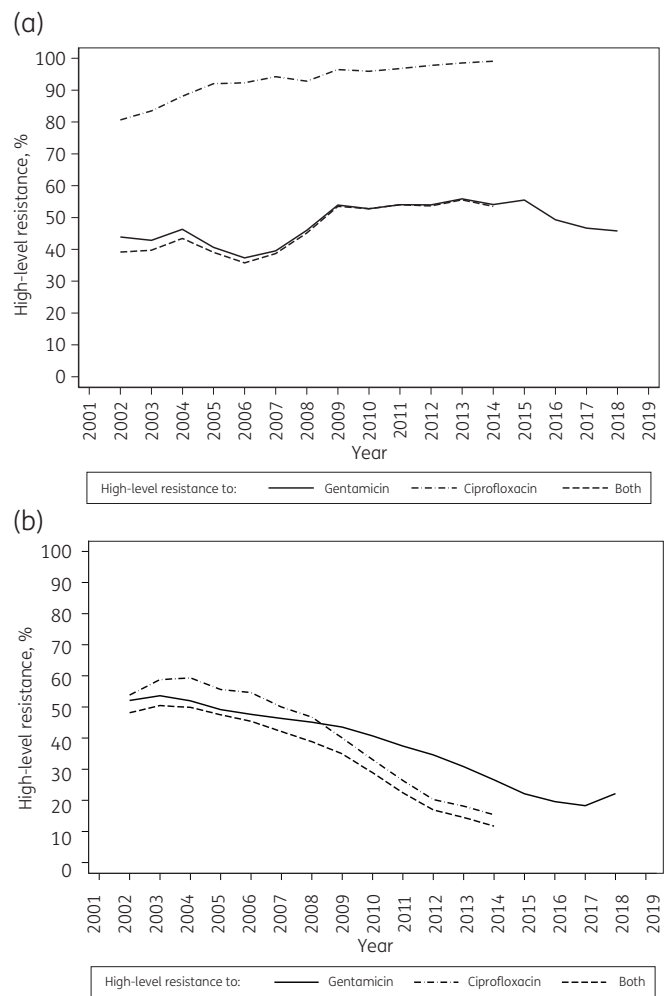 (a)
100
90
80
70
60
50
40
30
20
10
0
High-level resistance, %
2001 2002 2003 2004 2005 2006 2007 2008 2009 2010 2011 2012 2013 2014 2015 2016 2017 2018 2019
Year
High-level resistance to: Gentamicin Ciprofloxacin Both
(b)
100
90
80
70
60
50
40
30
20
10
0
High-level resistance, %
2001 2002 2003 2004 2005 2006 2007 2008 2009 2010 2011 2012 2013 2014 2015 2016 2017 2018 2019
Year
High-level resistance to: Gentamicin Ciprofloxacin Both